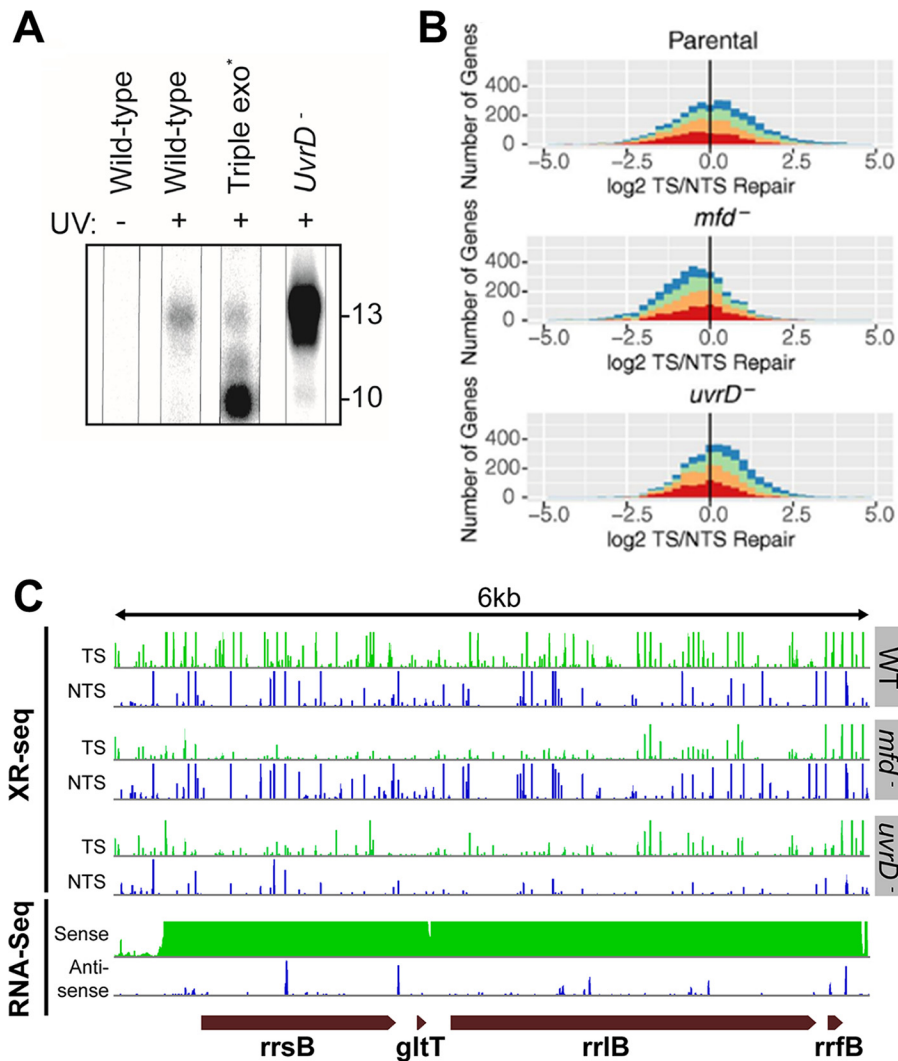 A
Wild-type
Wild-type
Triple exo*
UvrD -
UV: - + + +
13
10
B
Parental
Number of Genes
400
200
0
-5.0 -2.5 0.0 2.5 5.0
log2 TS/NTS Repair
mfd−
Number of Genes
400
200
0
−5.0 −2.5 0.0 2.5 5.0
log2 TS/NTS Repair
uvrD−
Number of Genes
400
200
0
−5.0 −2.5 0.0 2.5 5.0
log2 TS/NTS Repair
C
6kb
XR-seq
TS
NTS
WT
TS
NTS
mfd-
TS
NTS
uvrD-
RNA-Seq
Sense
Anti-
sense
rrsB gltT rrlB rrfB